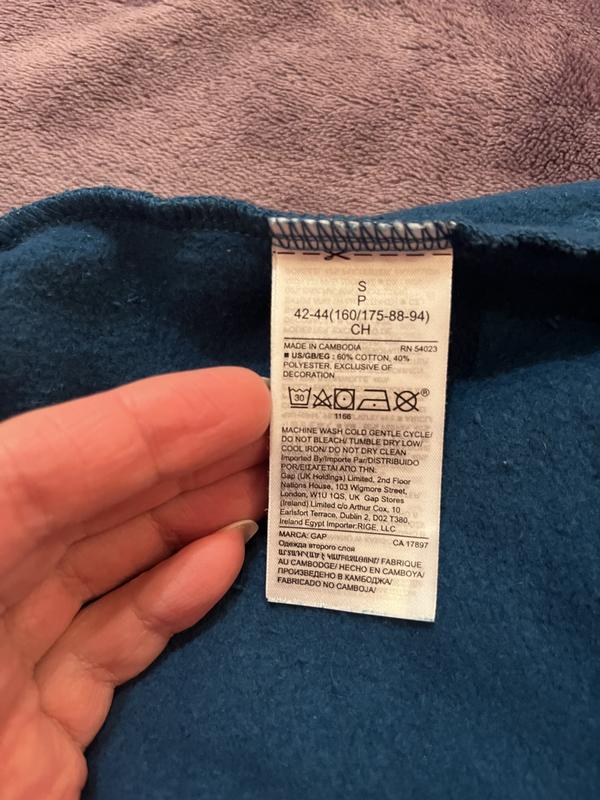 S
P
42-44(160/175-88-94)
CH
MADE IN CAMBODIA RN 54023
■ US/GB/EG : 60% COTTON, 40%
POLYESTER, EXCLUSIVE OF
DECORATION
30 ®
1166
MACHINE WASH COLD GENTLE CYCLE/
DO NOT BLEACH/ TUMBLE DRY LOW/
COOL IRON/ DO NOT DRY CLEAN
Imported By/Importe Par/DISTRIBUIDO
POR/ΕΙΣΑΓΕΤΑΙ ΑΠΟ ΤΗΝ:
Gap (UK Holdings) Limited, 2nd Floor
Nations House, 103 Wigmore Street,
London, W1U 1QS, UK Gap Stores
(Ireland) Limited c/o Arthur Cox, 10
Earlsfort Terrace, Dublin 2, D02 T380,
Ireland Egypt Importer:RIGE, LLC
MARCA: GAP CA 17897
Одежда второго слоя
FABRIQUÉ
AU CAMBODGE/ HECHO EN CAMBOYA/
ПРОИЗВЕДЕНО В КАМБОДЖА/
FABRICADO NO CAMBOJA/